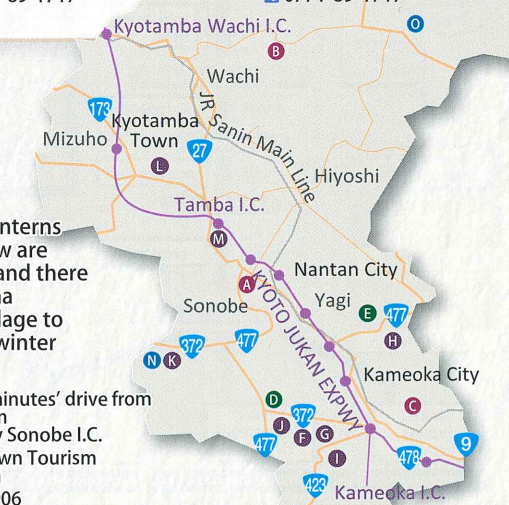 Kyotamba Wachi I.C.
O
B
Wachi
173
Kyotamba
Town
Mizuho
JR Sanin Main Line
27
L
Hiyoshi
Tamba I.C.
nterns
M
w are
and there
Nantan City
a
A
KYOTO JUKAN EXPWY
Yagi
lage to
Sonobe
E
477
winter
372
477
H
N
K
Kameoka City
minutes' drive from
D
C
n
372
y Sonobe I.C.
J
F
G
477
9
wn Tourism
I
478
423
06
Kameoka I.C.